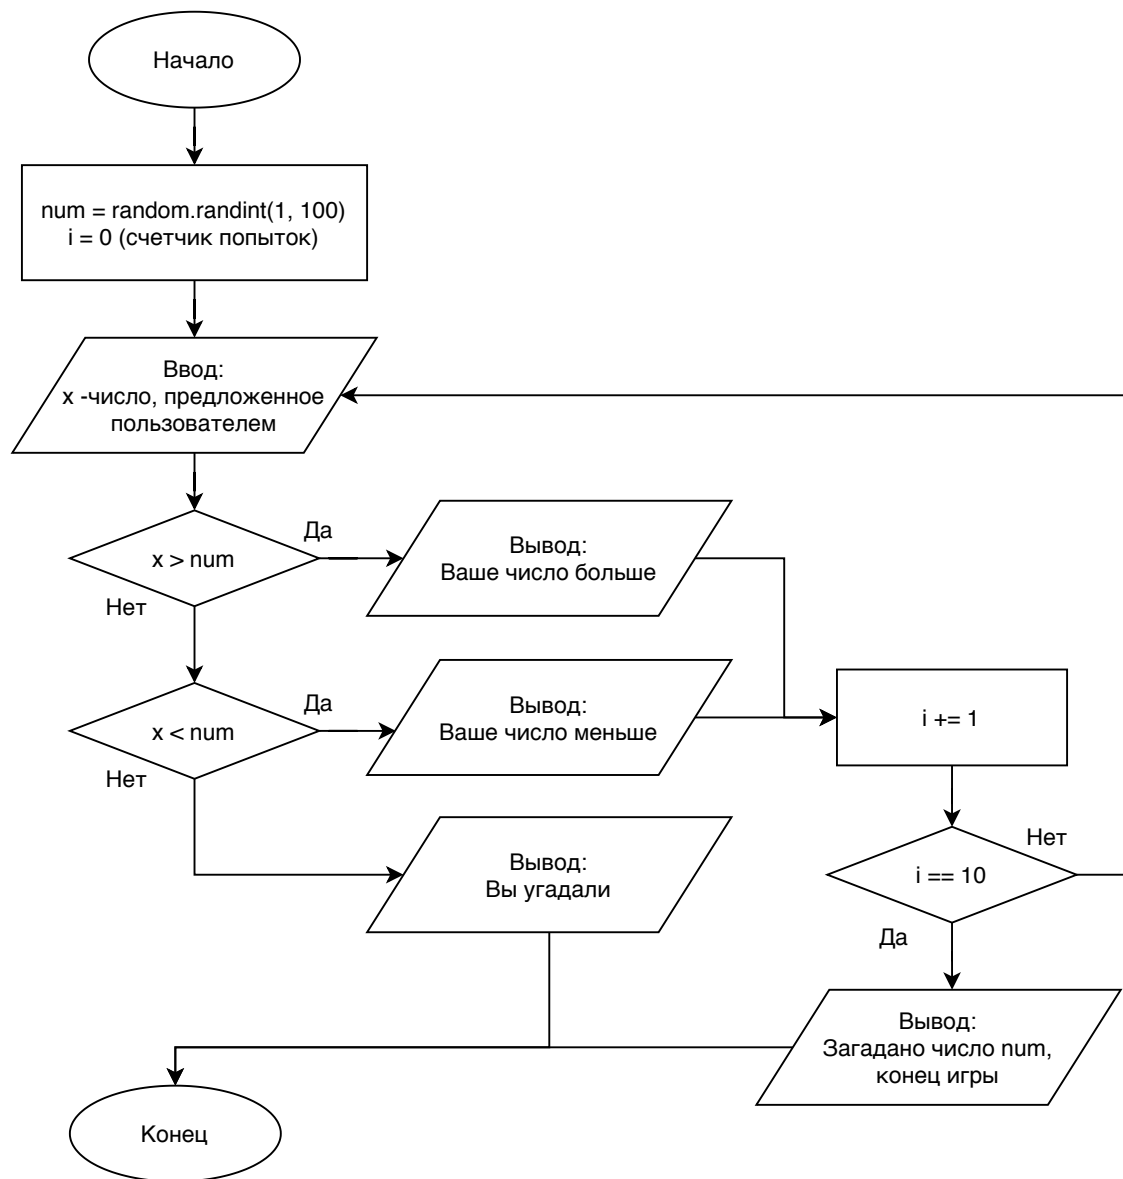 Начало
num = random.randint(1, 100)
i = 0 (счетчик попыток)
Ввод:
x -число, предложенное
пользователем
x > num
Да
Нет
Вывод:
Ваше число больше
x < num
Да
Нет
Вывод:
Ваше число меньше
i += 1
Вывод:
Вы угадали
i == 10
Нет
Да
Вывод:
Загадано число num,
конец игры
Конец